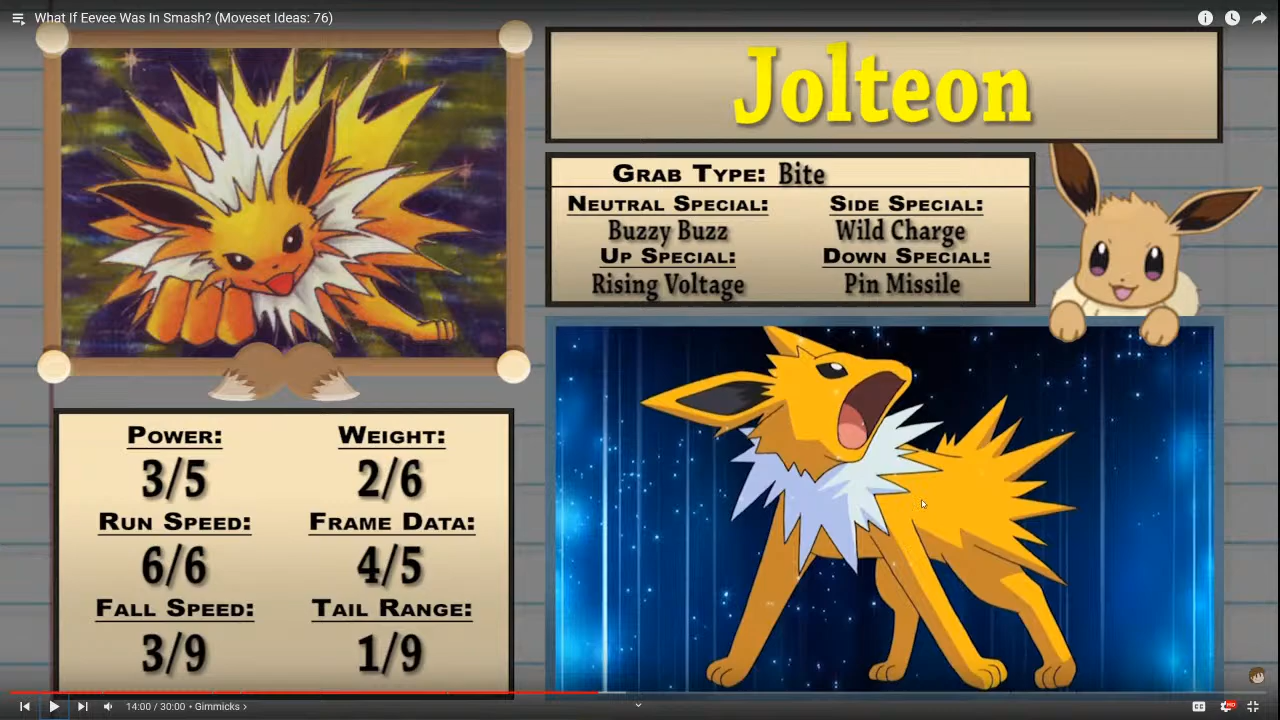 What If Eevee Was In Smash? (Moveset Ideas: 76)
Jolteon
Grab Type: Bite
Neutral Special:
Buzzy Buzz
Side Special:
Wild Charge
Up Special:
Rising Voltage
Down Special:
Pin Missile
Power:
3/5
Weight:
2/6
Run Speed:
6/6
Frame Data:
4/5
Fall Speed:
3/9
Tail Range:
1/9
14:00 / 30:00 • Gimmicks ›
CC
HD